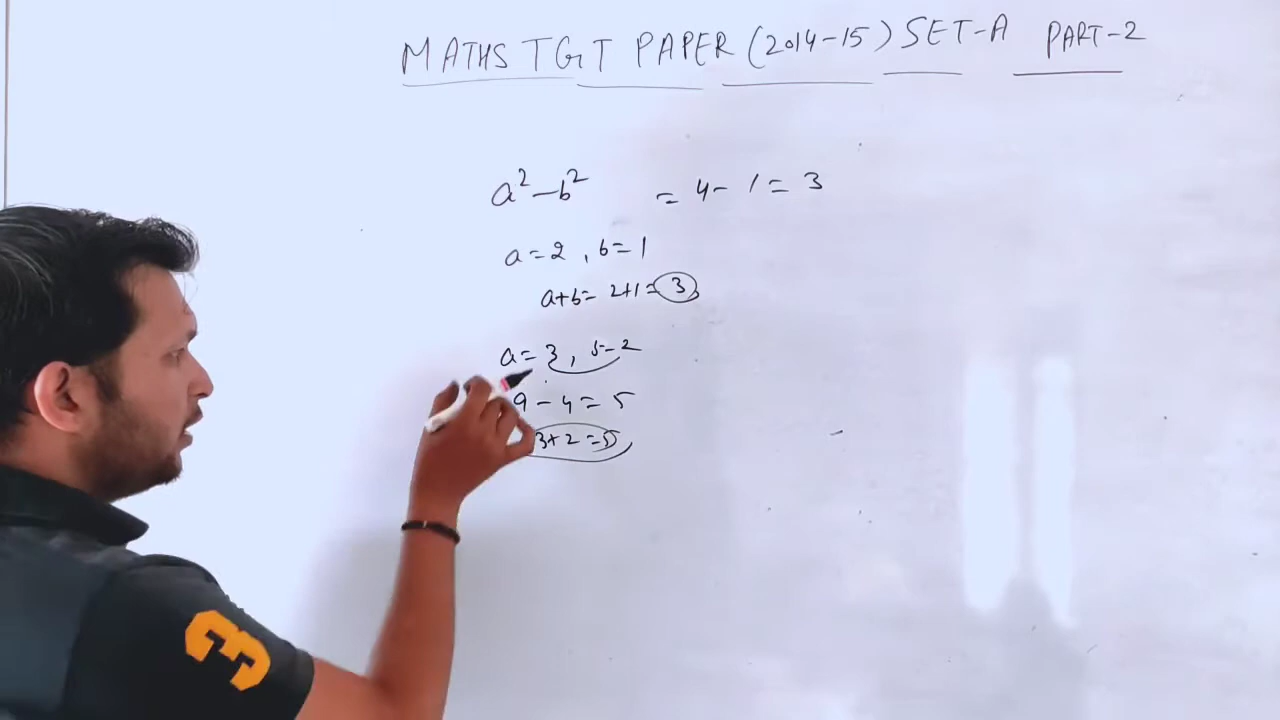 MATHS TGT PAPER (2014-15) SET-A PART-2
a²-b² = 4-1=3
a=2, b=1
a+b= 2+1=3
a=3, b=2
9-4=5
3+2=5
3